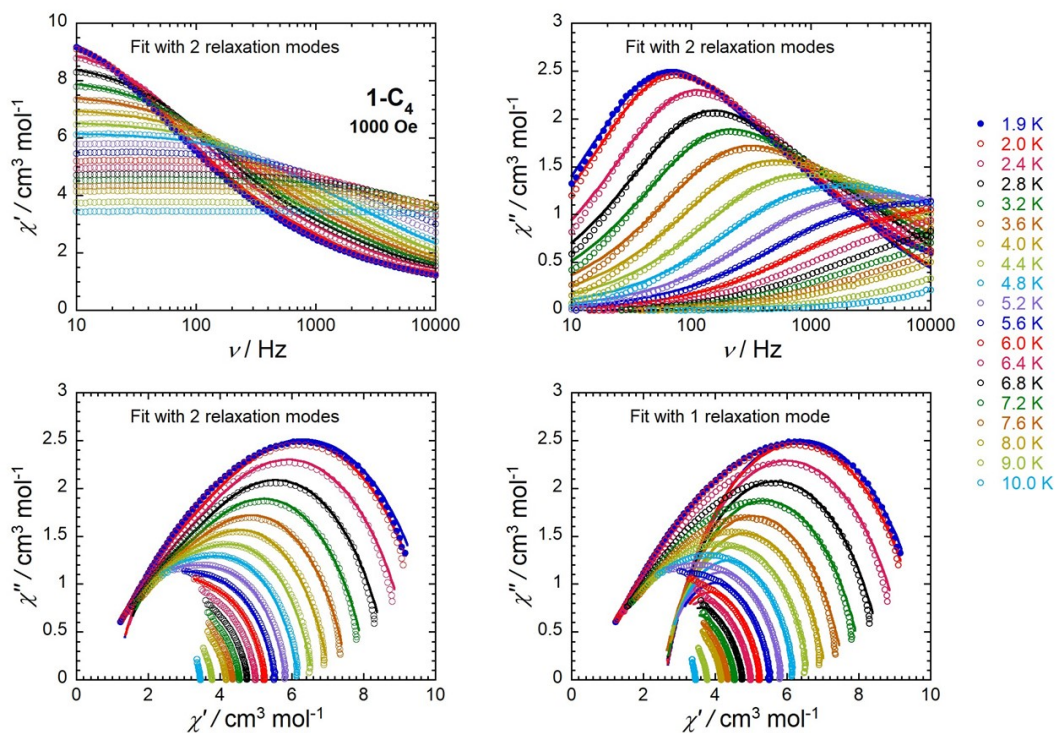 10
8
6
4
2
0
χ' / cm³ mol⁻¹
Fit with 2 relaxation modes
1-C₄
1000 Oe
10 100 1000 10000
ν / Hz
3
2.5
2
1.5
1
0.5
0
χ'' / cm³ mol⁻¹
Fit with 2 relaxation modes
10 100 1000 10000
ν / Hz
1.9 K
2.0 K
2.4 K
2.8 K
3.2 K
3.6 K
4.0 K
4.4 K
4.8 K
5.2 K
5.6 K
6.0 K
6.4 K
6.8 K
7.2 K
7.6 K
8.0 K
9.0 K
10.0 K
3
2.5
2
1.5
1
0.5
0
χ'' / cm³ mol⁻¹
Fit with 2 relaxation modes
0 2 4 6 8 10
χ' / cm³ mol⁻¹
3
2.5
2
1.5
1
0.5
0
χ'' / cm³ mol⁻¹
Fit with 1 relaxation mode
0 2 4 6 8 10
χ' / cm³ mol⁻¹